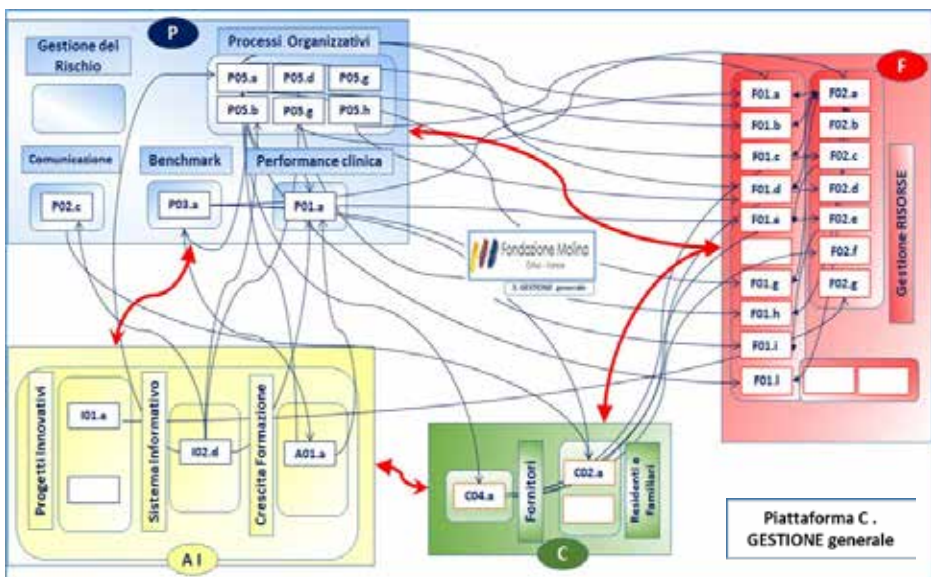 P
Gestione del
Rischio
Processi Organizzativi
P05.a P05.d P05.g
P05.b P05.g P05.h
Comunicazione
Benchmark
Performance clinica
P02.c
P03.a
P01.a
F
F01.a F02.a
F01.b F02.b
F01.c F02.c
F01.d F02.d
F01.e F02.e
F02.f
F01.g F02.g
F01.h
F01.i
F01.l
Gestione RISORSE
Fondazione Molina
GESTIONE generale
Progetti Innovativi
I01.a
Sistema Informativo
I02.d
Crescita Formazione
A01.a
A I
C04.a
Fornitori
C02.a
Residenti e
Familiari
C
Piattaforma C .
GESTIONE generale